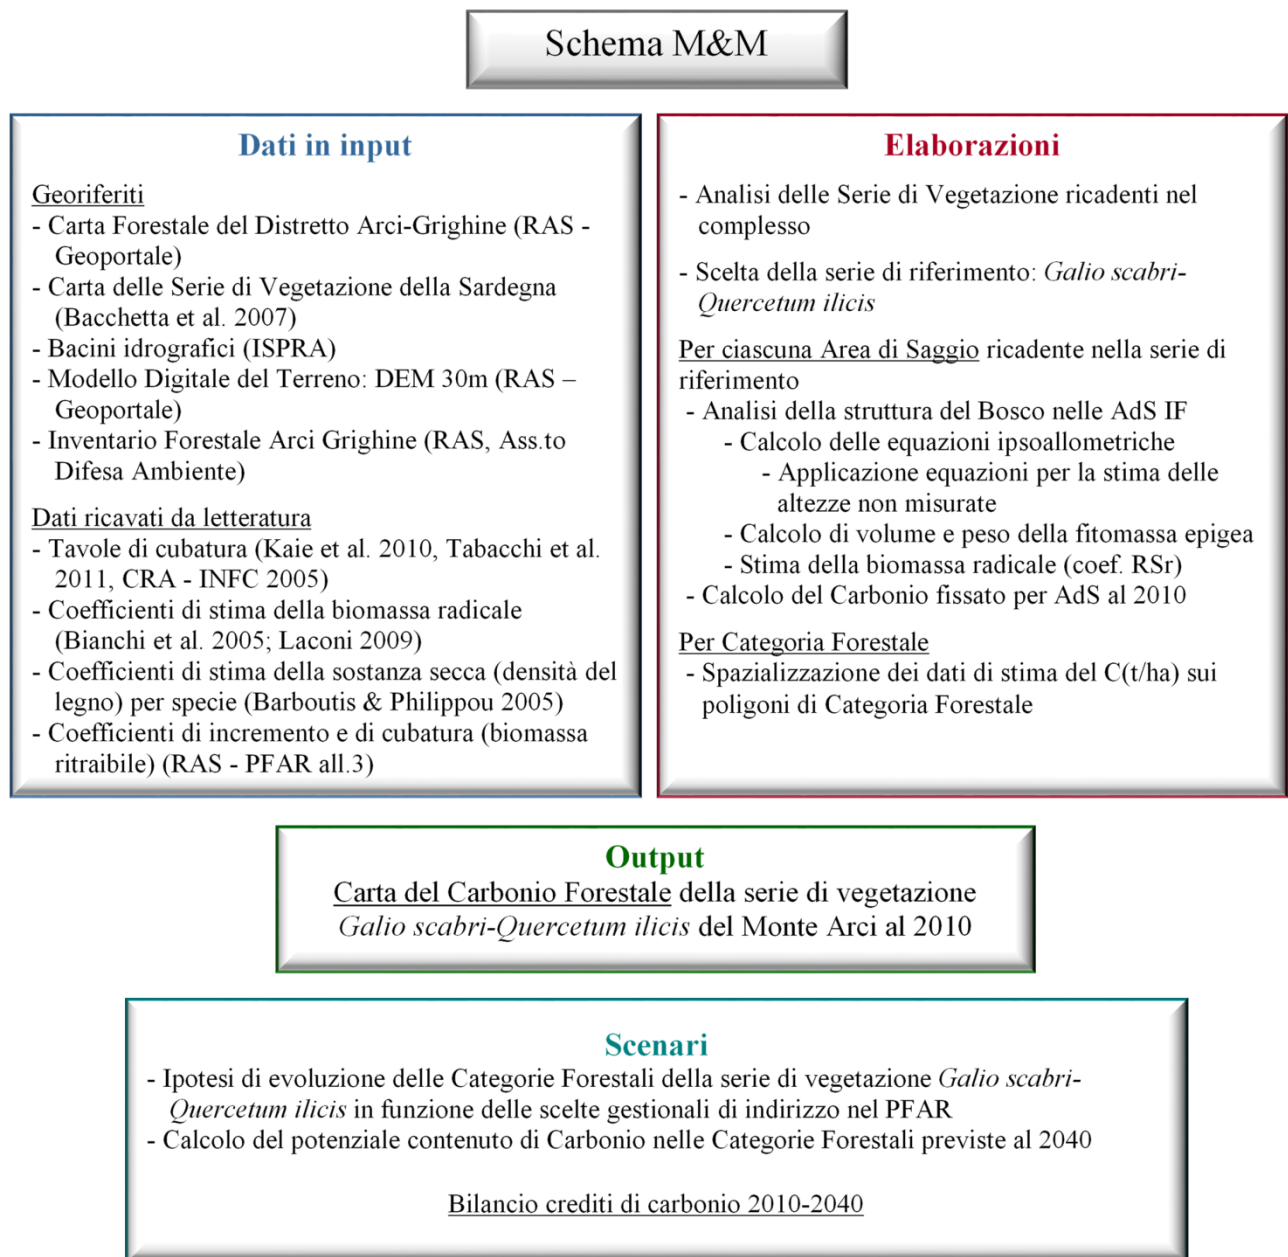 Schema M&M
Dati in input
Georiferiti
- Carta Forestale del Distretto Arci-Grighine (RAS -
Geoportale)
- Carta delle Serie di Vegetazione della Sardegna
(Bacchetta et al. 2007)
- Bacini idrografici (ISPRA)
- Modello Digitale del Terreno: DEM 30m (RAS –
Geoportale)
- Inventario Forestale Arci Grighine (RAS, Ass.to
Difesa Ambiente)
Dati ricavati da letteratura
- Tavole di cubatura (Kaie et al. 2010, Tabacchi et al.
2011, CRA - INFC 2005)
- Coefficienti di stima della biomassa radicale
(Bianchi et al. 2005; Laconi 2009)
- Coefficienti di stima della sostanza secca (densità del
legno) per specie (Barboutis & Philippou 2005)
- Coefficienti di incremento e di cubatura (biomassa
ritraibile) (RAS - PFAR all.3)
Elaborazioni
- Analisi delle Serie di Vegetazione ricadenti nel
complesso
- Scelta della serie di riferimento: Galio scabri-
Quercetum ilicis
Per ciascuna Area di Saggio ricadente nella serie di
riferimento
- Analisi della struttura del Bosco nelle AdS IF
- Calcolo delle equazioni ipsoallometriche
- Applicazione equazioni per la stima delle
altezze non misurate
- Calcolo di volume e peso della fitomassa epigea
- Stima della biomassa radicale (coef. RSr)
- Calcolo del Carbonio fissato per AdS al 2010
Per Categoria Forestale
- Spazializzazione dei dati di stima del C(t/ha) sui
poligoni di Categoria Forestale
Output
Carta del Carbonio Forestale della serie di vegetazione
Galio scabri-Quercetum ilicis del Monte Arci al 2010
Scenari
- Ipotesi di evoluzione delle Categorie Forestali della serie di vegetazione Galio scabri-
Quercetum ilicis in funzione delle scelte gestionali di indirizzo nel PFAR
- Calcolo del potenziale contenuto di Carbonio nelle Categorie Forestali previste al 2040
Bilancio crediti di carbonio 2010-2040